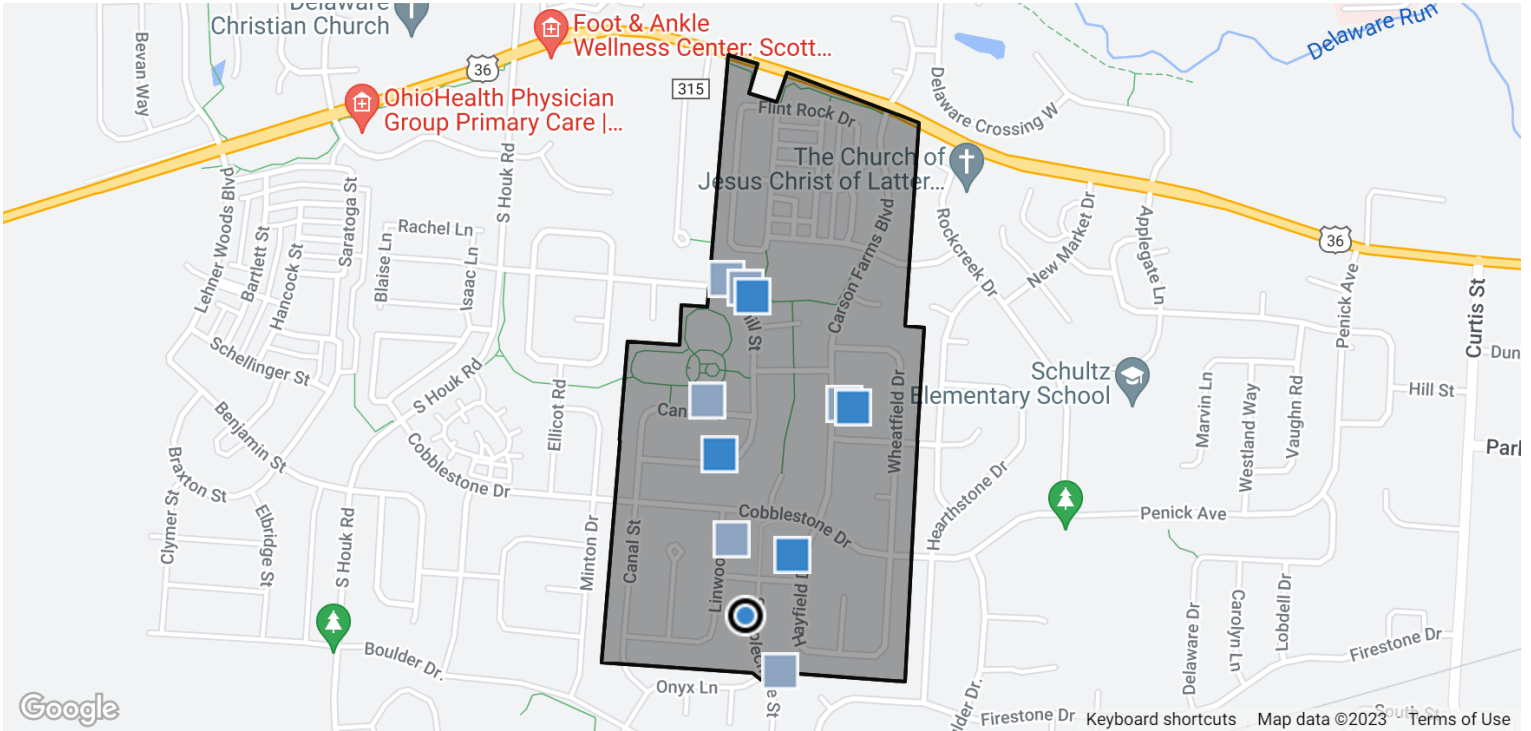 Delaware
Christian Church
Foot & Ankle
Wellness Center: Scott...
Delaware Run
Bevan Way
36
315
OhioHealth Physician
Group Primary Care |...
Flint Rock Dr
Delaware Crossing W
S Houk Rd
The Church of
Jesus Christ of Latter...
Lehner Woods Blvd
Bartlett St
Hancock St
Saratoga St
Rachel Ln
Blaise Ln
Isaac Ln
Carson Farms Blvd
Rockcreek Dr
New Market Dr
Applegate Ln
36
Penick Ave
Curtis St
Schellinger St
S Houk Rd
Ellicot Rd
Wheatfield Dr
Schultz
Elementary School
Marvin Ln
Westland Way
Vaughn Rd
Hill St
Benjamin St
Braxton St
Cobblestone Dr
Clymer St
Elbridge St
S Houk Rd
Minton Dr
Canal St
Cobblestone Dr
Hearthstone Dr
Penick Ave
Boulder Dr.
Onyx Ln
Delaware Dr
Carolyn Ln
Lobdell Dr
Firestone Dr
Firestone Dr
South St
Google
Keyboard shortcuts
Map data ©2023
Terms of Use